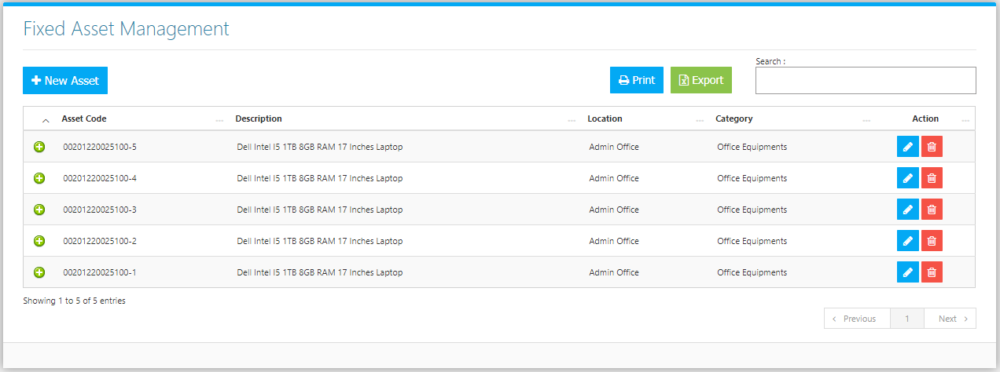 Fixed Asset Management
Search :
New Asset
Print
Export
Asset Code Description Location Category Action
00201220025100-5 Dell Intel I5 1TB 8GB RAM 17 Inches Laptop Admin Office Office Equipments
00201220025100-4 Dell Intel I5 1TB 8GB RAM 17 Inches Laptop Admin Office Office Equipments
00201220025100-3 Dell Intel I5 1TB 8GB RAM 17 Inches Laptop Admin Office Office Equipments
00201220025100-2 Dell Intel I5 1TB 8GB RAM 17 Inches Laptop Admin Office Office Equipments
00201220025100-1 Dell Intel I5 1TB 8GB RAM 17 Inches Laptop Admin Office Office Equipments
Showing 1 to 5 of 5 entries
Previous 1 Next